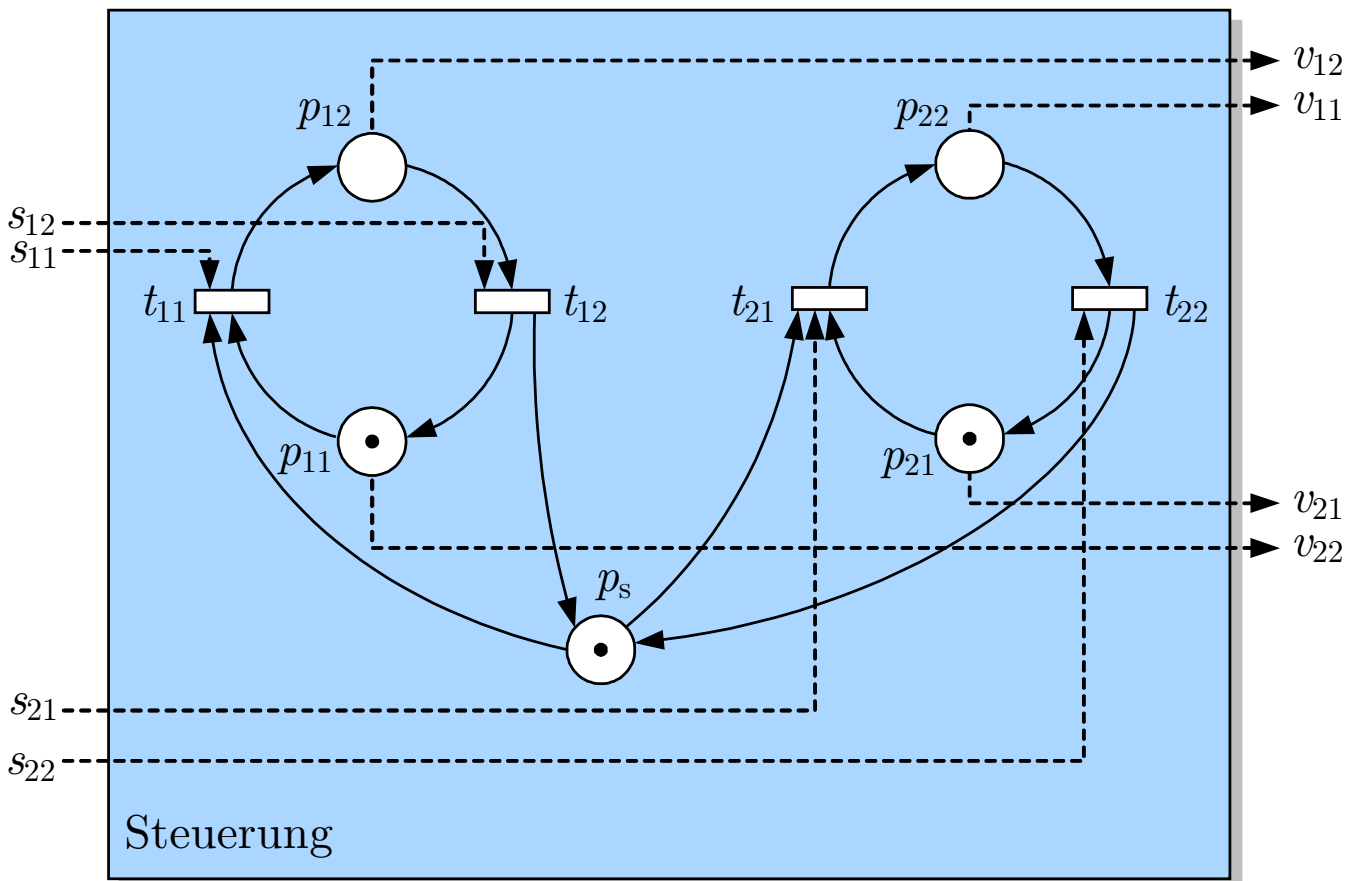 v₁₂
p₁₂ p₂₂ v₁₁
s₁₂
s₁₁
t₁₁ t₁₂ t₂₁ t₂₂
p₁₁ p₂₁
v₂₁
v₂₂
pₛ
s₂₁
s₂₂
Steuerung